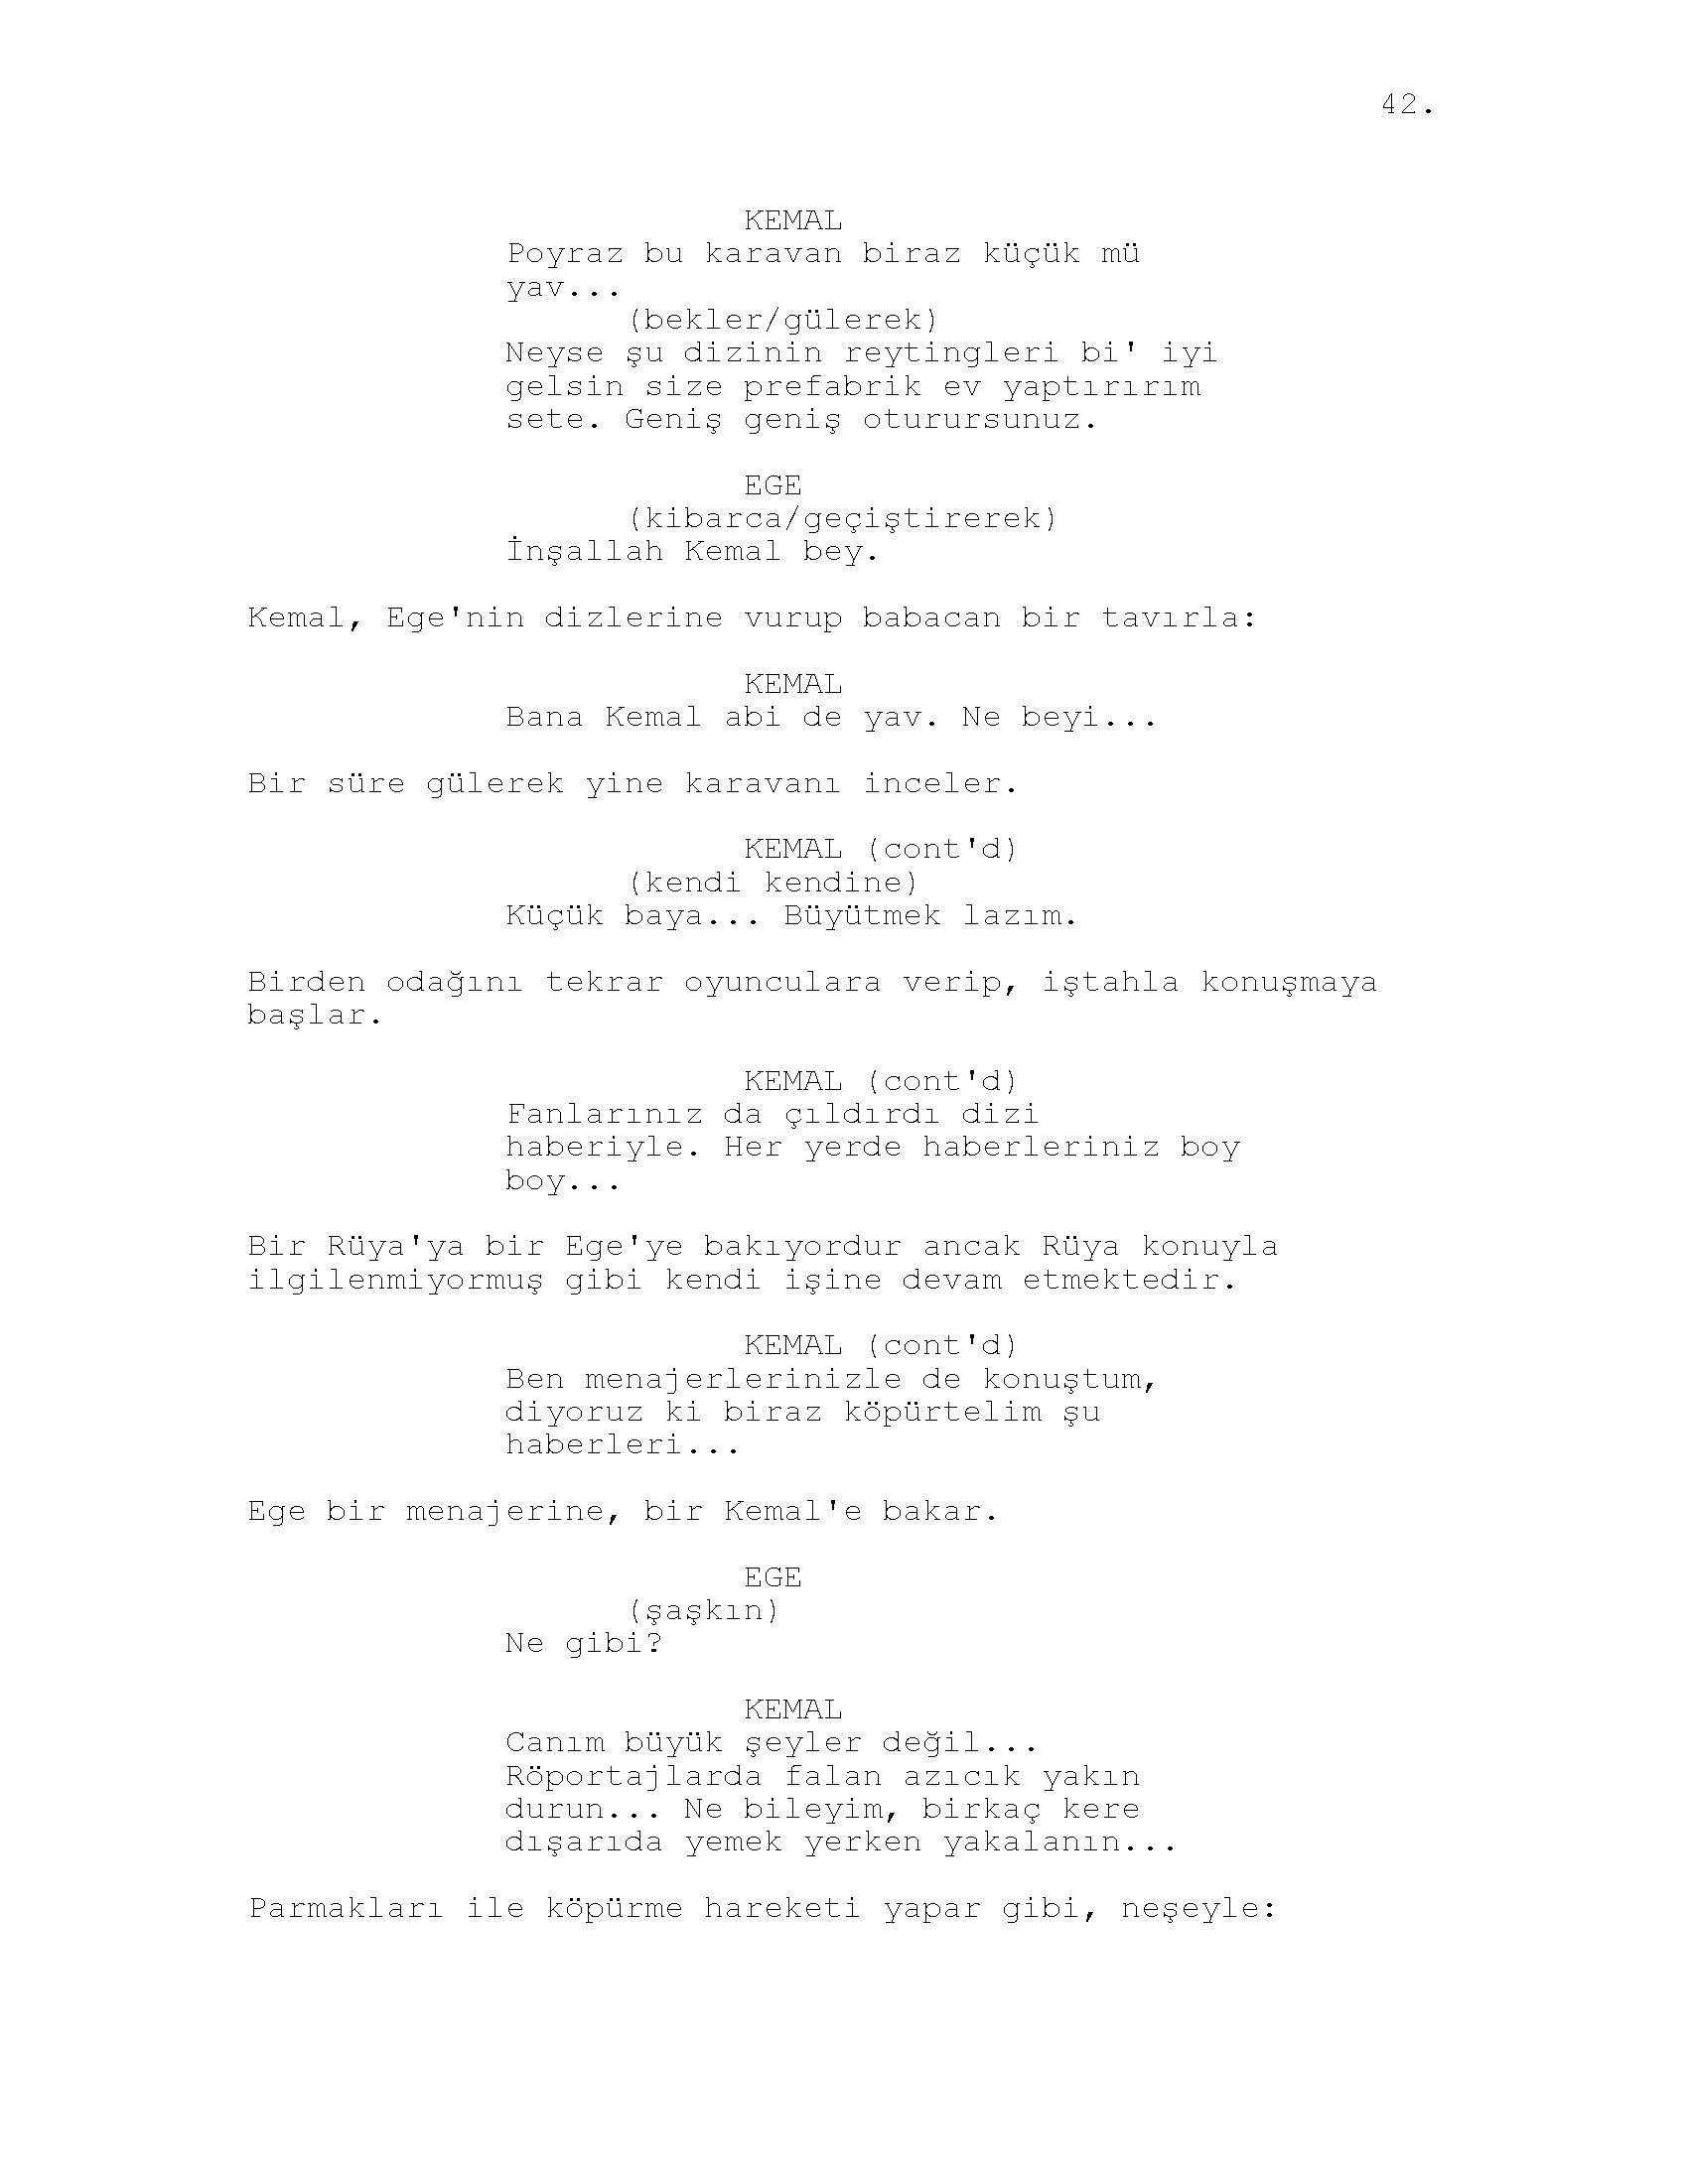 42.
KEMAL
Poyraz bu karavan biraz küçük mü
yav...
(bekler/gülerek)
Neyse şu dizinin reytingleri bi' iyi
gelsin size prefabrik ev yaptırırım
sete. Geniş geniş oturursunuz.
EGE
(kibarca/geçiştirerek)
İnşallah Kemal bey.
Kemal, Ege'nin dizlerine vurup babacan bir tavırla:
KEMAL
Bana Kemal abi de yav. Ne beyi...
Bir süre gülerek yine karavanı inceler.
KEMAL (cont'd)
(kendi kendine)
Küçük baya... Büyütmek lazım.
Birden odağını tekrar oyunculara verip, iştahla konuşmaya
başlar.
KEMAL (cont'd)
Fanlarınız da çıldırdı dizi
haberiyle. Her yerde haberleriniz boy
boy...
Bir Rüya'ya bir Ege'ye bakıyordur ancak Rüya konuyla
ilgilenmiyormuş gibi kendi işine devam etmektedir.
KEMAL (cont'd)
Ben menajerlerinizle de konuştum,
diyoruz ki biraz köpürtelim şu
haberleri...
Ege bir menajerine, bir Kemal'e bakar.
EGE
(şaşkın)
Ne gibi?
KEMAL
Canım büyük şeyler değil...
Röportajlarda falan azıcık yakın
durun... Ne bileyim, birkaç kere
dışarıda yemek yerken yakalanın...
Parmakları ile köpürme hareketi yapar gibi, neşeyle: